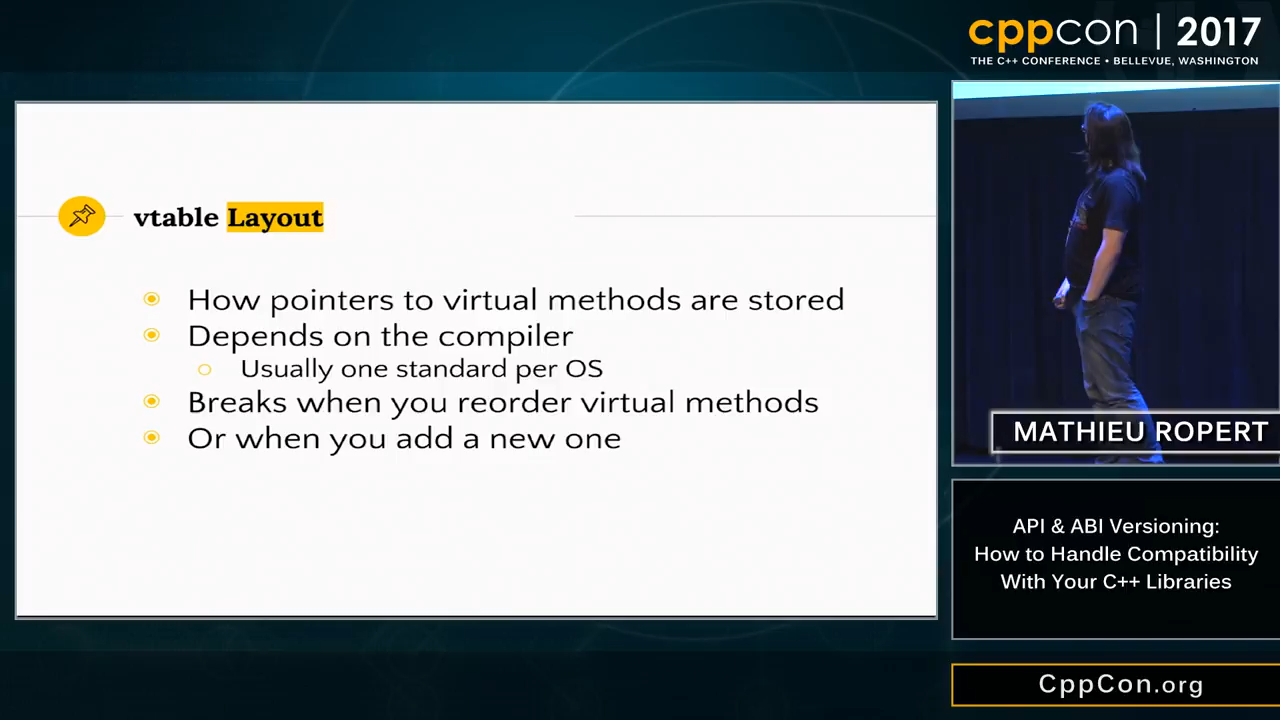 cppcon | 2017
THE C++ CONFERENCE • BELLEVUE, WASHINGTON
vtable Layout
How pointers to virtual methods are stored
Depends on the compiler
Usually one standard per OS
Breaks when you reorder virtual methods
Or when you add a new one
MATHIEU ROPERT
API & ABI Versioning:
How to Handle Compatibility
With Your C++ Libraries
CppCon.org